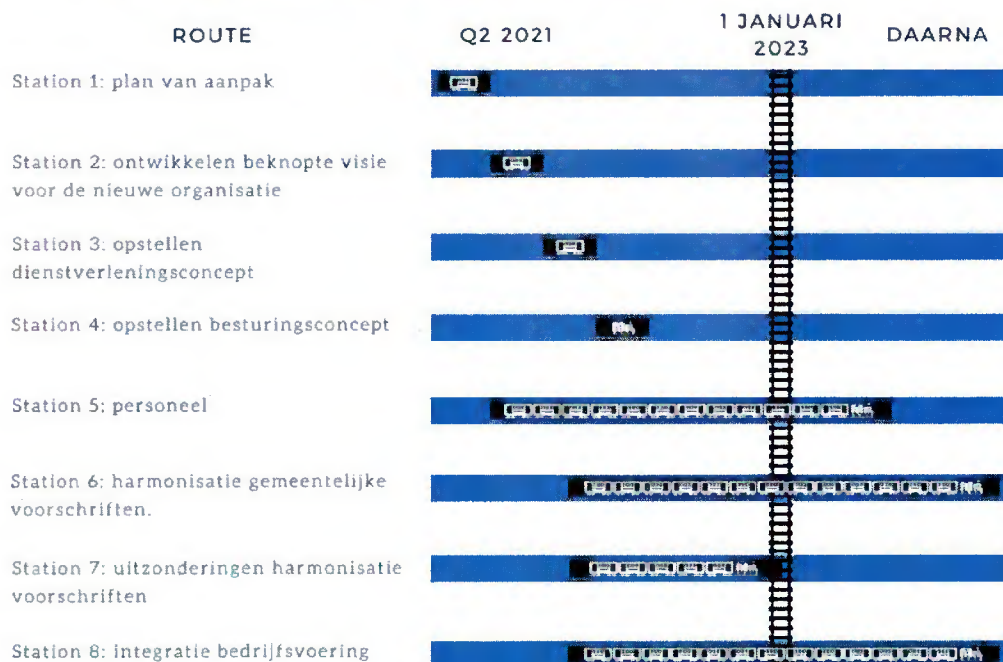 ROUTE
Q2 2021
1 JANUARI
2023
DAARNA
Station 1: plan van aanpak
Station 2: ontwikkelen beknopte visie
voor de nieuwe organisatie
Station 3: opstellen
dienstverleningsconcept
Station 4: opstellen besturingsconcept
Station 5: personeel
Station 6: harmonisatie gemeentelijke
voorschriften.
Station 7: uitzonderingen harmonisatie
voorschriften
Station 8: integratie bedrijfsvoering